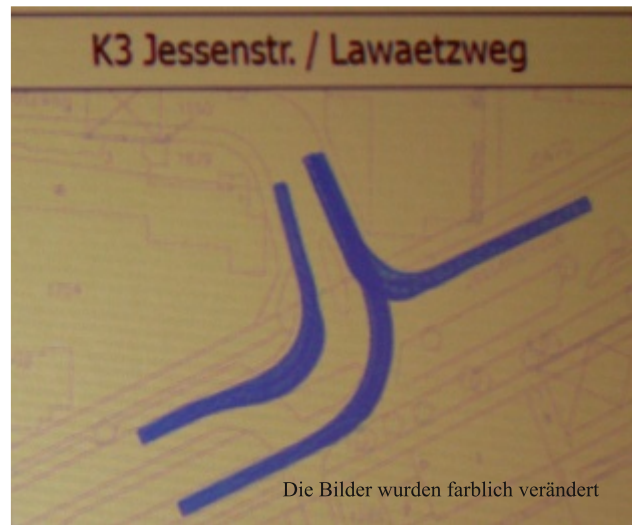 K3 Jessenstr. / Lawaetzweg
Die Bilder wurden farblich verändert